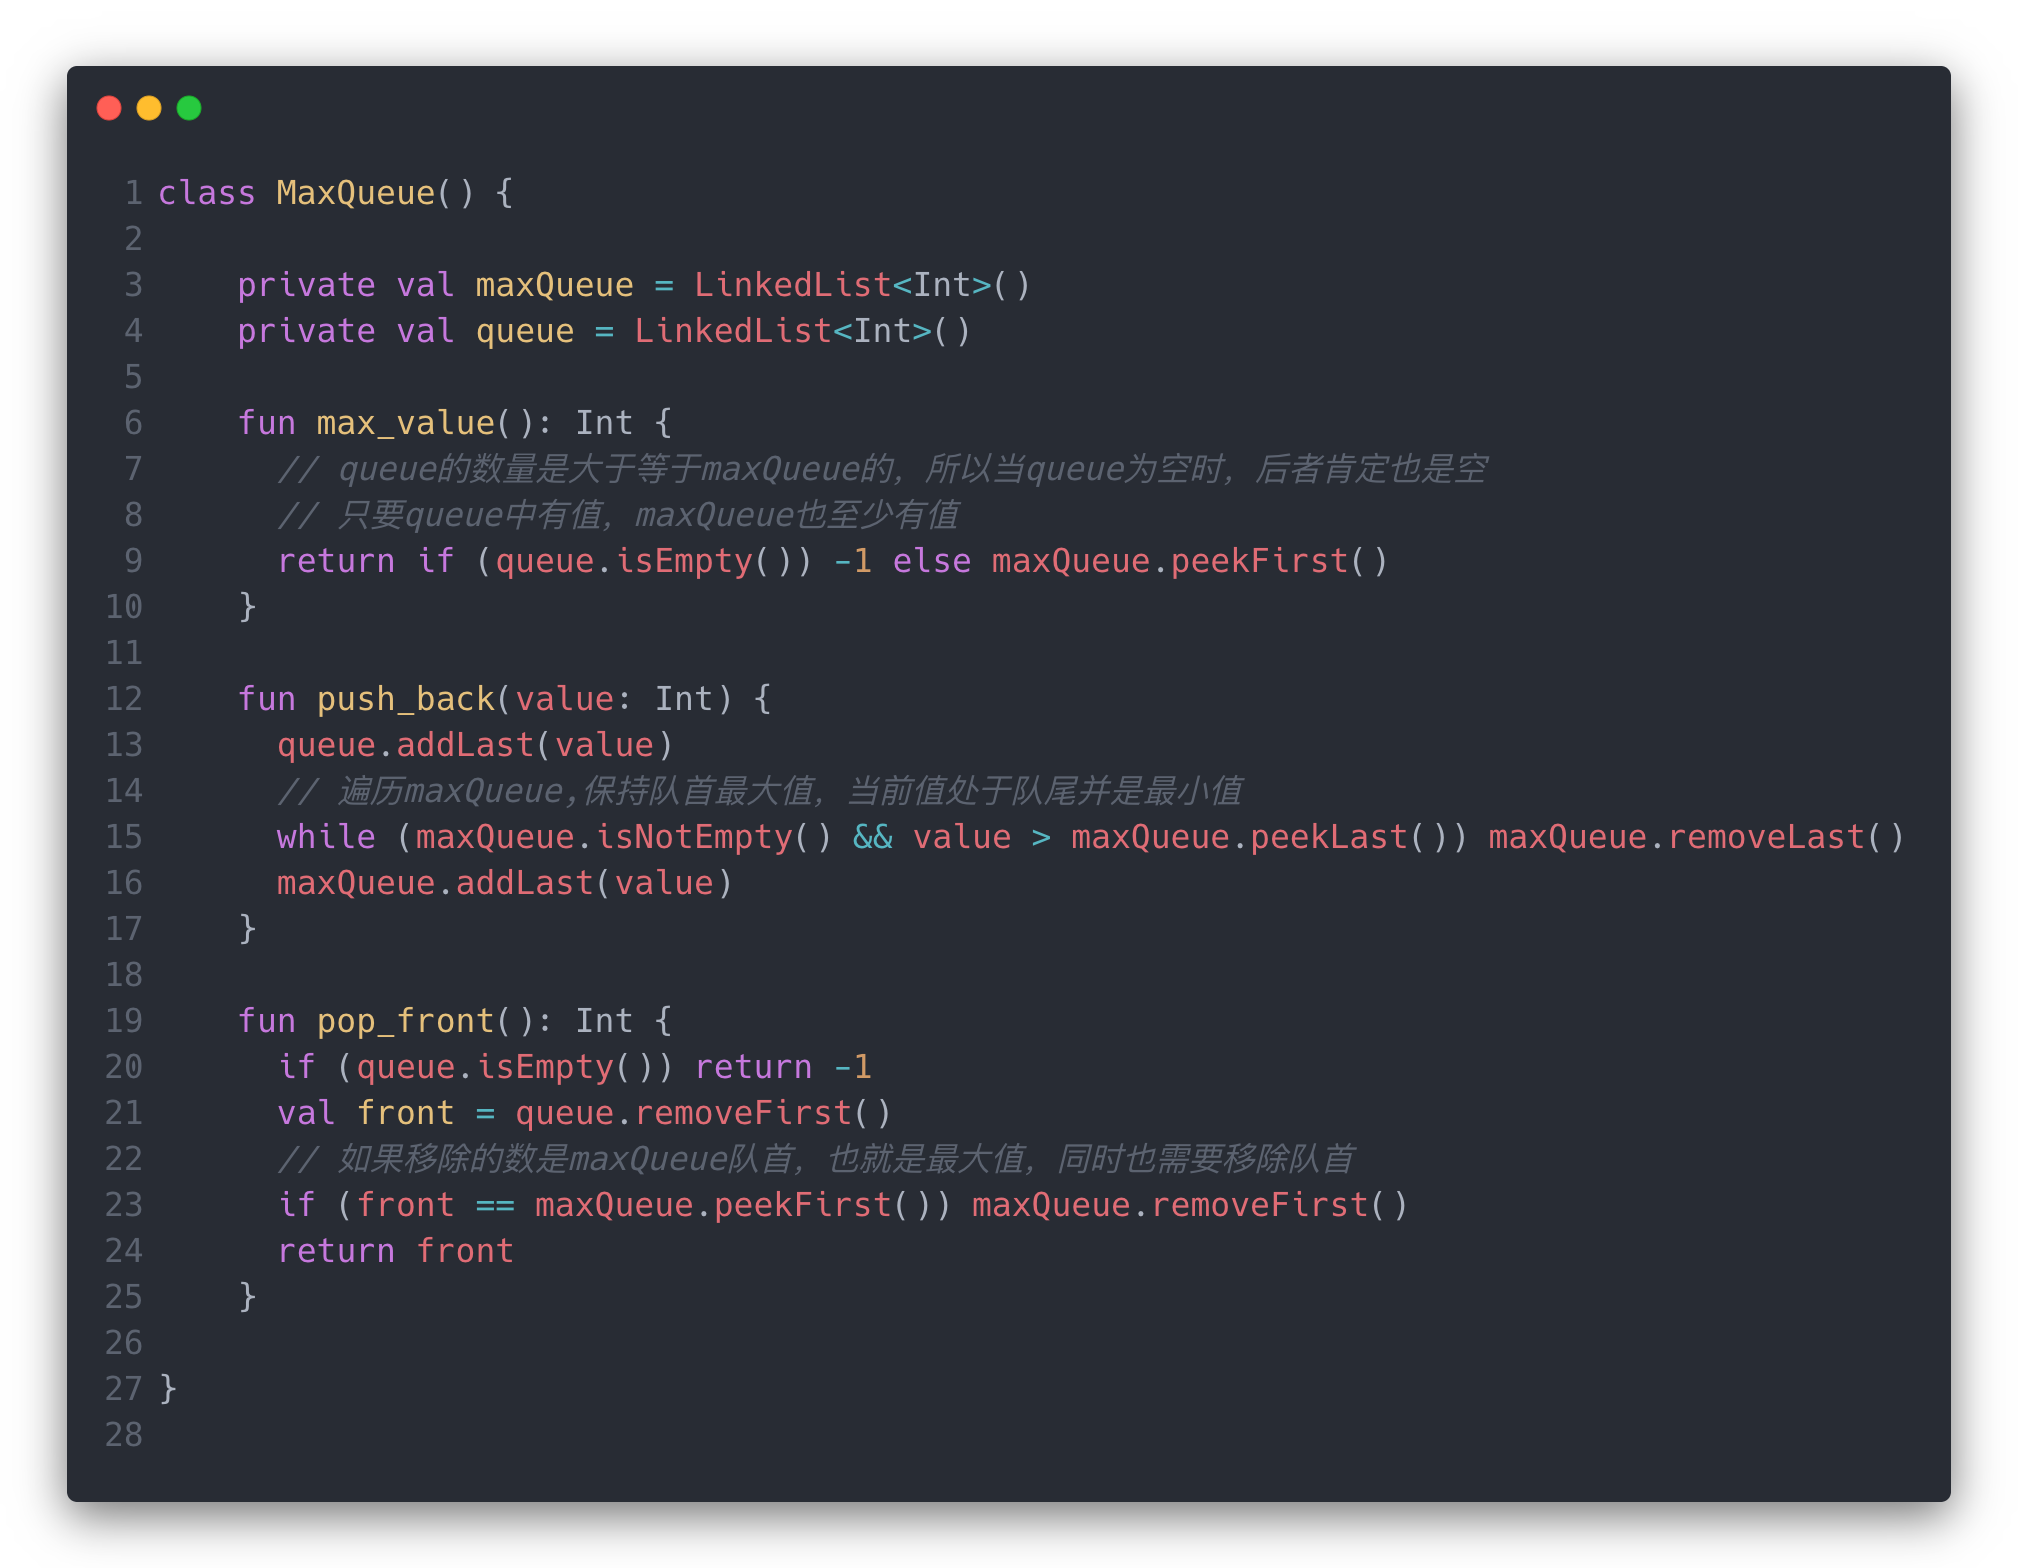 1 class MaxQueue() {
2
3     private val maxQueue = LinkedList<Int>()
4     private val queue = LinkedList<Int>()
5
6     fun max_value(): Int {
7       // queue的数量是大于等于maxQueue的，所以当queue为空时，后者肯定也是空
8       // 只要queue中有值，maxQueue也至少有值
9       return if (queue.isEmpty()) -1 else maxQueue.peekFirst()
10     }
11
12     fun push_back(value: Int) {
13       queue.addLast(value)
14       // 遍历maxQueue,保持队首最大值，当前值处于队尾并是最小值
15       while (maxQueue.isNotEmpty() && value > maxQueue.peekLast()) maxQueue.removeLast()
16       maxQueue.addLast(value)
17     }
18
19     fun pop_front(): Int {
20       if (queue.isEmpty()) return -1
21       val front = queue.removeFirst()
22       // 如果移除的数是maxQueue队首，也就是最大值，同时也需要移除队首
23       if (front == maxQueue.peekFirst()) maxQueue.removeFirst()
24       return front
25     }
26
27 }
28